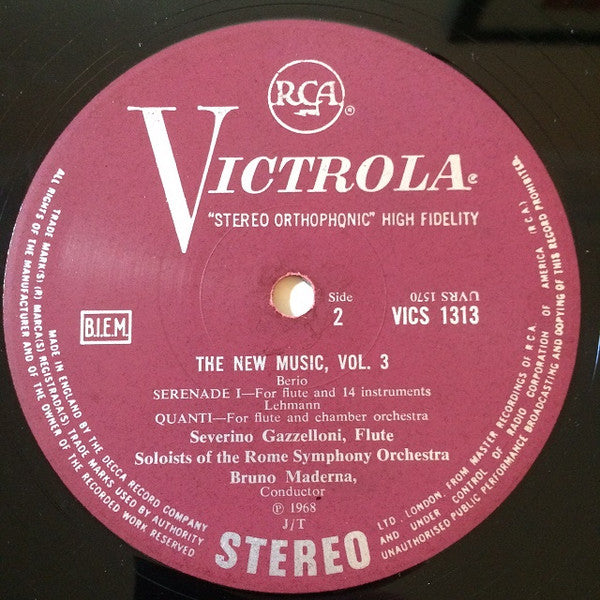 RCA
®
VICTROLA®
"STEREO ORTHOPHONIC" HIGH FIDELITY
Side
2
UVRS 1570
VICS 1313
B.I.E.M.
THE NEW MUSIC, VOL. 3
Berio
SERENADE I—For flute and 14 instruments
Lehmann
QUANTI—For flute and chamber orchestra
Severino Gazzelloni, Flute
Soloists of the Rome Symphony Orchestra
Bruno Maderna,
Conductor
℗ 1968
J/T
STEREO
MADE IN ENGLAND BY THE DECCA RECORD COMPANY
TRADE MARK(S) (R) MARCA(S) REGISTRADA(S) TRADE MARKS USED BY AUTHORITY
ALL RIGHTS OF THE MANUFACTURER AND OF THE OWNER OF THE RECORDED WORK RESERVED
LTD., LONDON, FROM MASTER RECORDINGS OF R.C.A.
AND UNDER CONTROL OF RADIO CORPORATION OF AMERICA (R.C.A.)
UNAUTHORISED PUBLIC PERFORMANCE BROADCASTING AND COPYING OF THIS RECORD PROHIBITED.